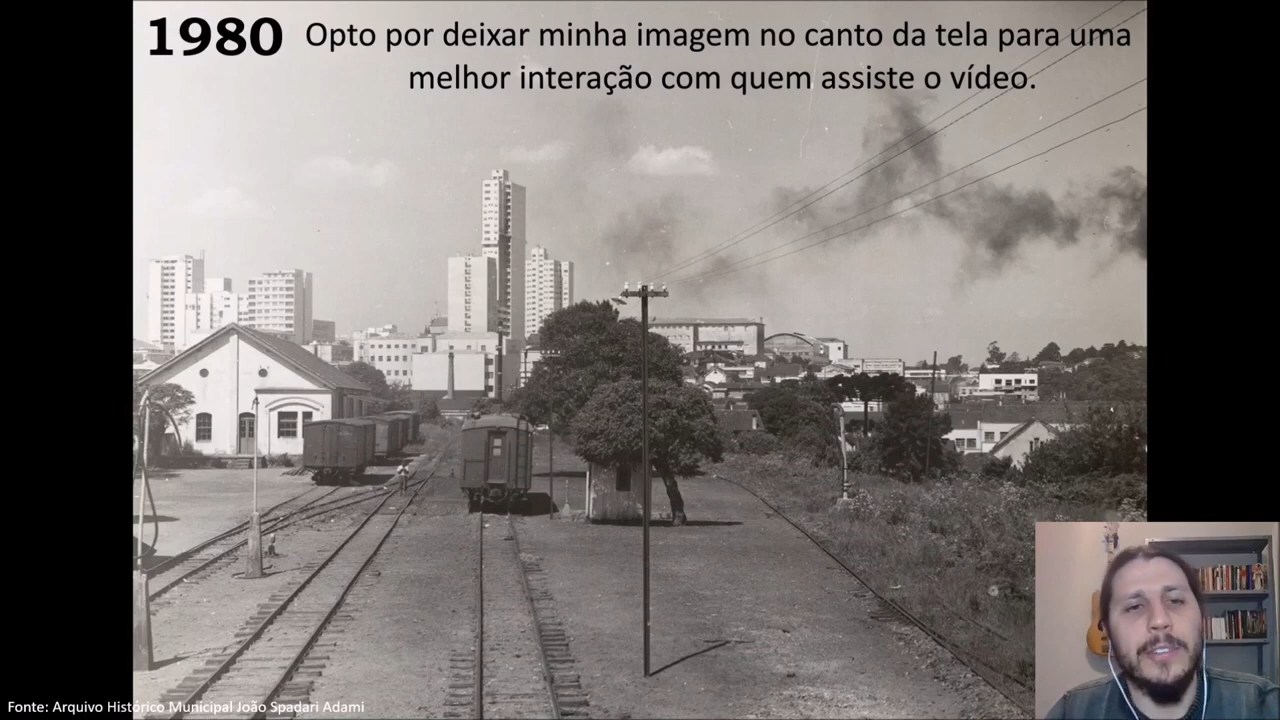 1980
Opto por deixar minha imagem no canto da tela para uma
melhor interação com quem assiste o vídeo.
Fonte: Arquivo Histórico Municipal João Spadari Adami